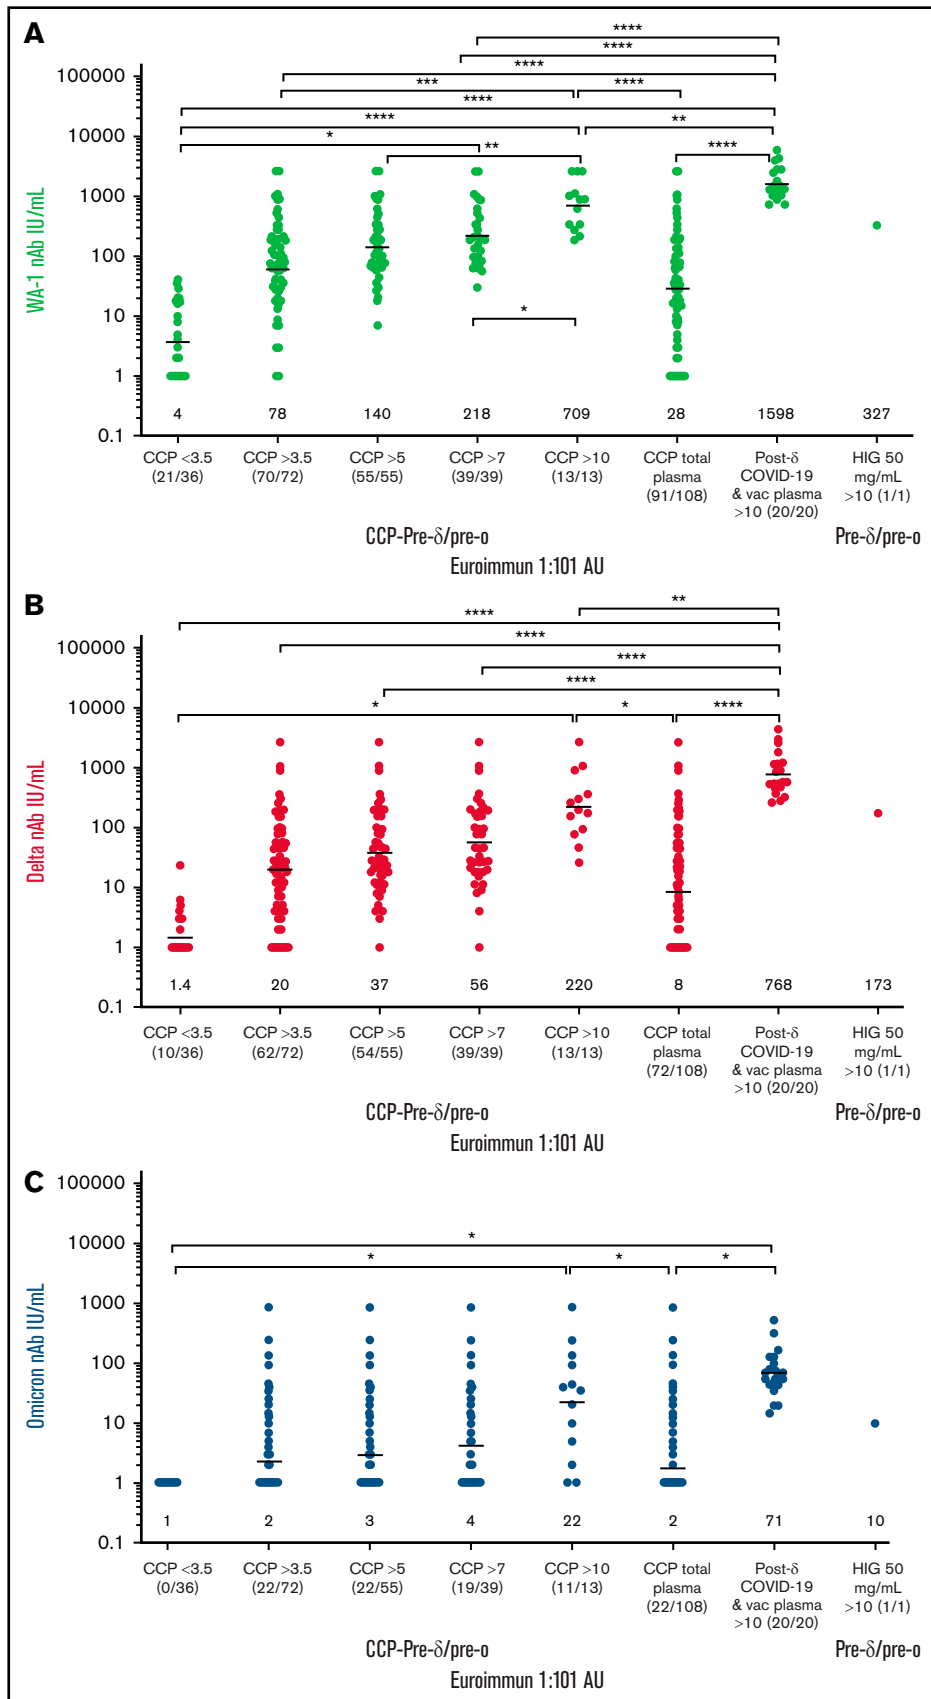 A
****
****
****
*** ****
****
**** **
* ****
**
*
WA-1 nAb IU/mL
100000
10000
1000
100
10
1
0.1
4 78 140 218 709 28 1598 327
CCP <3.5 CCP >3.5 CCP >5 CCP >7 CCP >10 CCP total Post-δ HIG 50
(21/36) (70/72) (55/55) (39/39) (13/13) plasma COVID-19 mg/mL
(91/108) & vac plasma >10 (1/1)
>10 (20/20)
CCP-Pre-δ/pre-o Pre-δ/pre-o
Euroimmun 1:101 AU
B
**
****
****
****
****
* * ****
Delta nAb IU/mL
100000
10000
1000
100
10
1
0.1
1.4 20 37 56 220 8 768 173
CCP <3.5 CCP >3.5 CCP >5 CCP >7 CCP >10 CCP total Post-δ HIG 50
(10/36) (62/72) (54/55) (39/39) (13/13) plasma COVID-19 mg/mL
(72/108) & vac plasma >10 (1/1)
>10 (20/20)
CCP-Pre-δ/pre-o Pre-δ/pre-o
Euroimmun 1:101 AU
C
*
* * *
Omicron nAb IU/mL
100000
10000
1000
100
10
1
0.1
1 2 3 4 22 2 71 10
CCP <3.5 CCP >3.5 CCP >5 CCP >7 CCP >10 CCP total Post-δ HIG 50
(0/36) (22/72) (22/55) (19/39) (11/13) plasma COVID-19 mg/mL
(22/108) & vac plasma >10 (1/1)
>10 (20/20)
CCP-Pre-δ/pre-o Pre-δ/pre-o
Euroimmun 1:101 AU